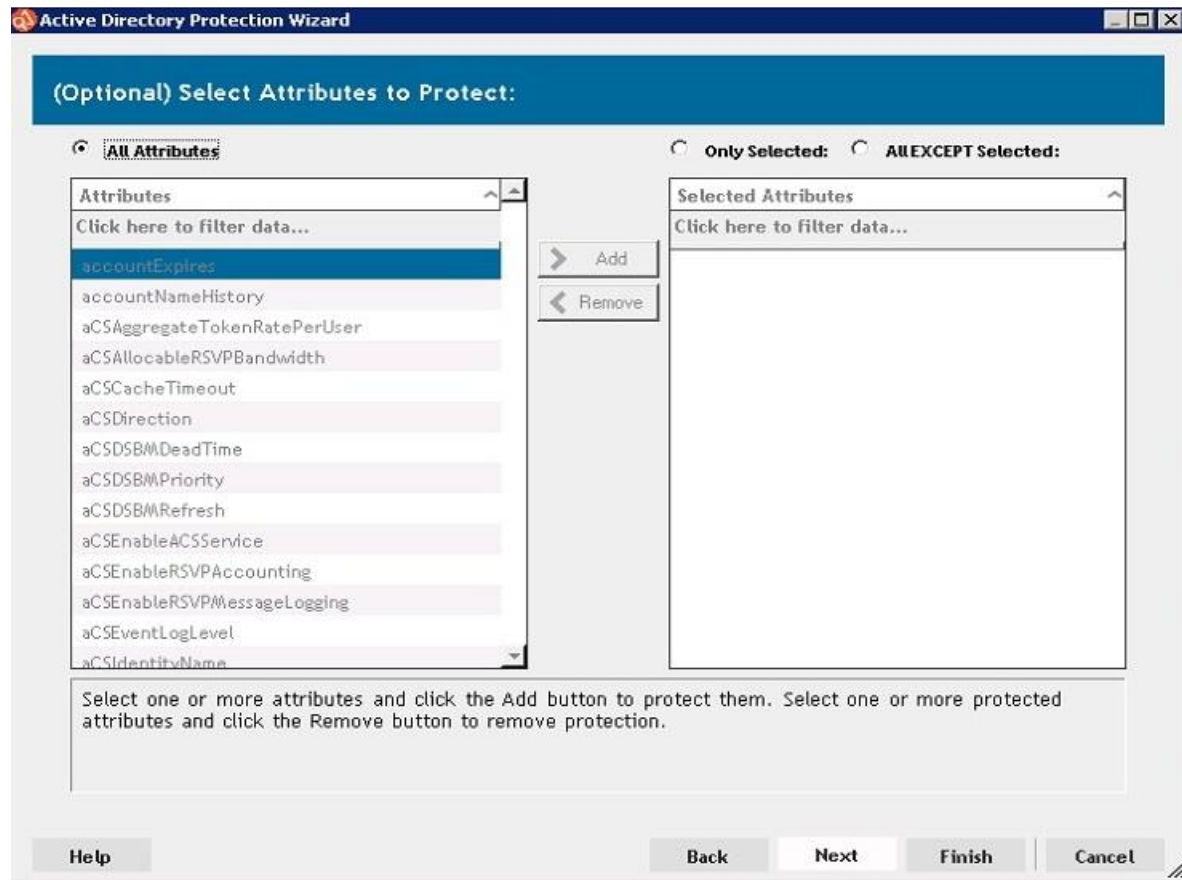 Active Directory Protection Wizard
(Optional) Select Attributes to Protect:
All Attributes
Only Selected:
All EXCEPT Selected:
Attributes
Click here to filter data...
accountExpires
accountNameHistory
aCSAggregateTokenRatePerUser
aCSAllocableRSVPBandwidth
aCSCacheTimeout
aCSDirection
aCSDSBMDeadTime
aCSDSBMPriority
aCSDSBMRefresh
aCSEnableACSService
aCSEnableRSVPAccounting
aCSEnableRSVPMessageLogging
aCSEventLogLevel
aCSIdentityName
Add
Remove
Selected Attributes
Click here to filter data...
Select one or more attributes and click the Add button to protect them. Select one or more protected
attributes and click the Remove button to remove protection.
Help
Back
Next
Finish
Cancel